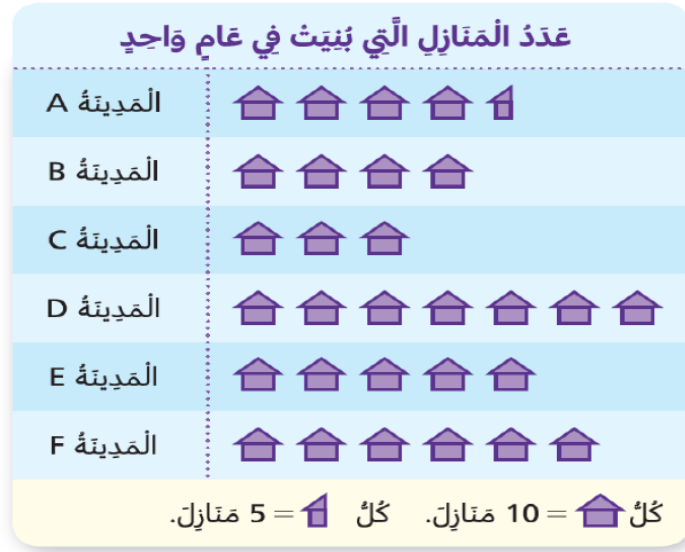 عَدَدُ الْمَنَازِلِ الَّتِي بُنِيَتْ فِي عَامٍ وَاحِدٍ
الْمَدِينَةُ A
الْمَدِينَةُ B
الْمَدِينَةُ C
الْمَدِينَةُ D
الْمَدِينَةُ E
الْمَدِينَةُ F
كُلُّ = 10 مَنَازِلَ. كُلُّ = 5 مَنَازِلَ.